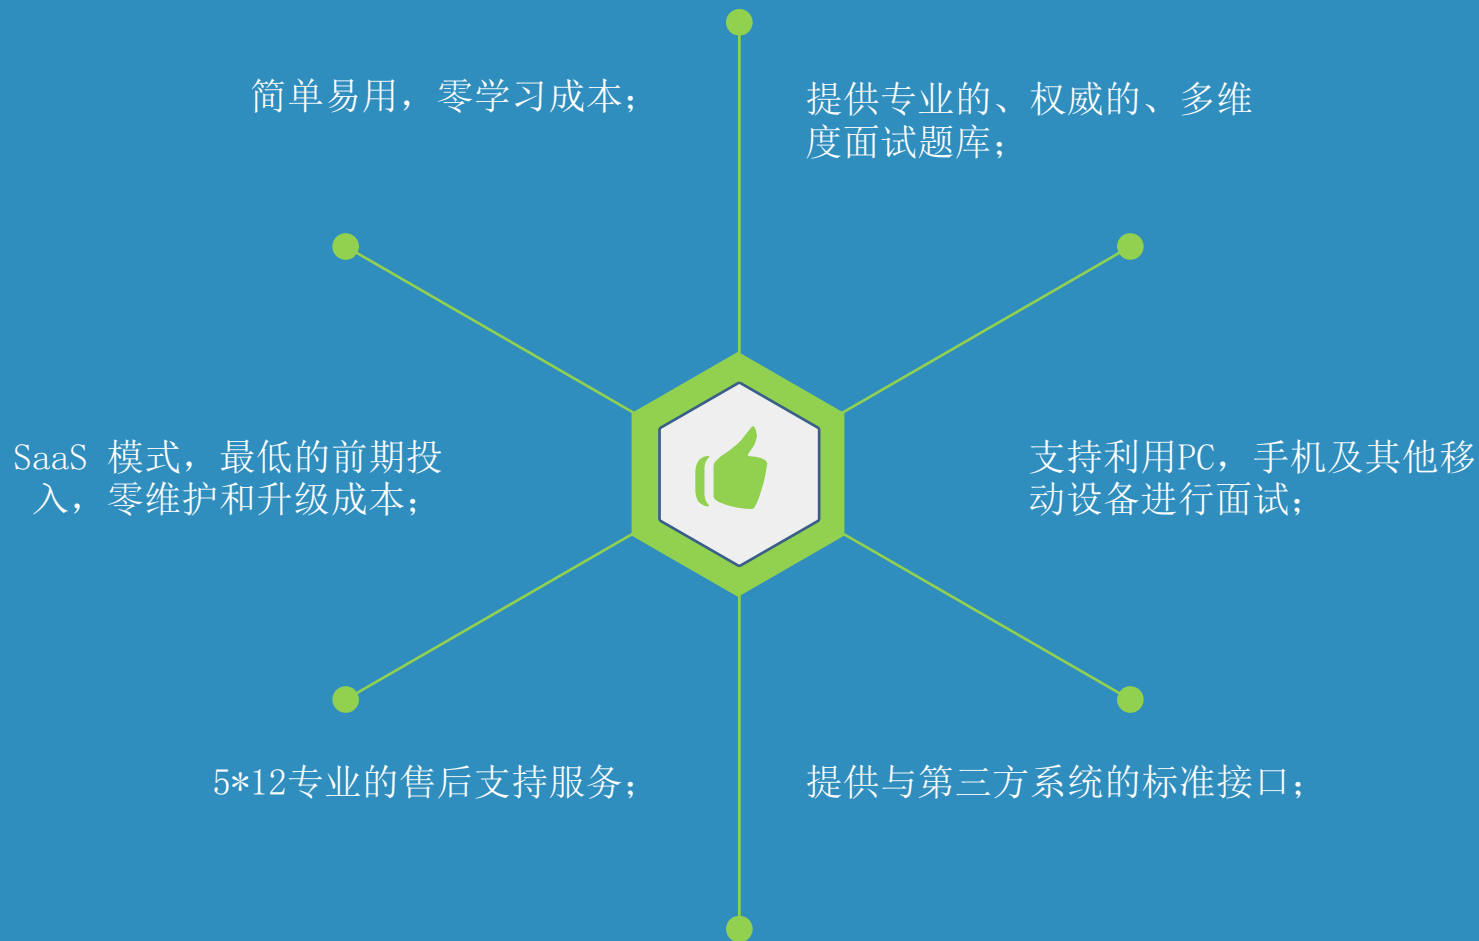 简单易用，零学习成本；
提供专业的、权威的、多维
度面试题库；
SaaS 模式，最低的前期投
入，零维护和升级成本；
支持利用PC，手机及其他移
动设备进行面试；
5*12专业的售后支持服务；
提供与第三方系统的标准接口；